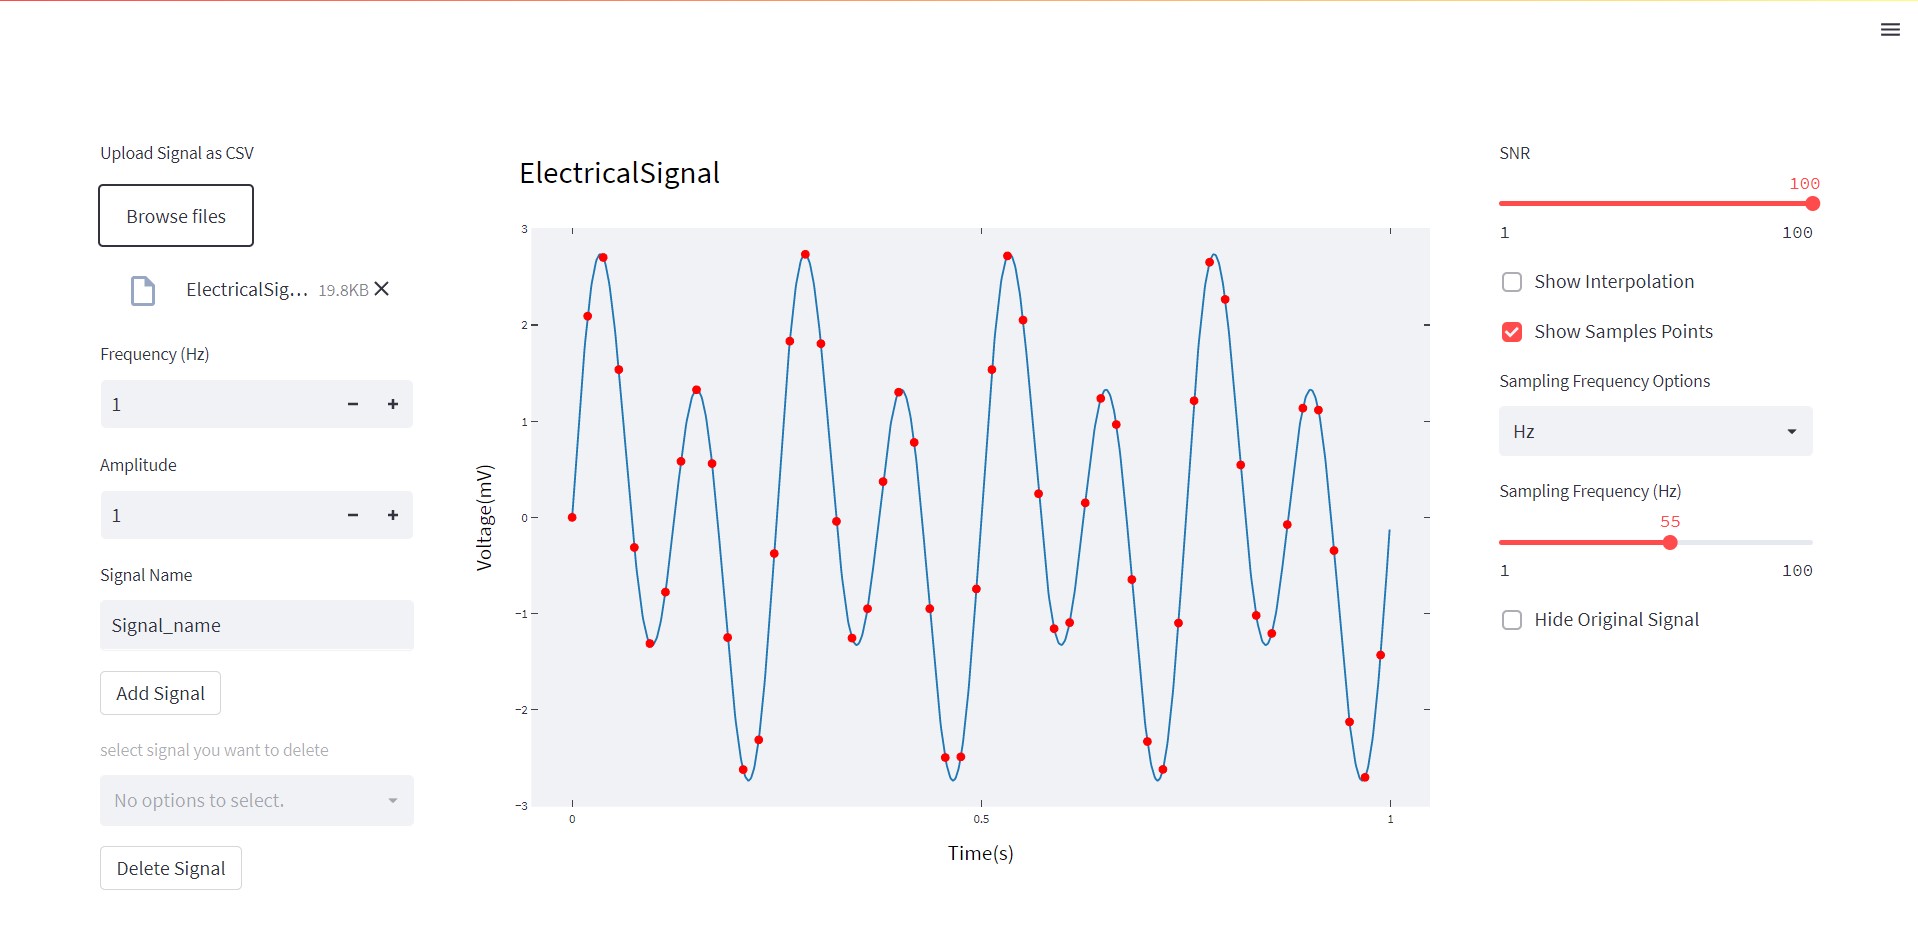 Upload Signal as CSV
Browse files
ElectricalSig... 19.8KB
Frequency (Hz)
1
Amplitude
1
Signal Name
Signal_name
Add Signal
select signal you want to delete
No options to select.
Delete Signal
ElectricalSignal
3
2
1
0
−1
−2
−3
Voltage(mV)
0 0.5 1
Time(s)
SNR
100
1 100
Show Interpolation
Show Samples Points
Sampling Frequency Options
Hz
Sampling Frequency (Hz)
55
1 100
Hide Original Signal